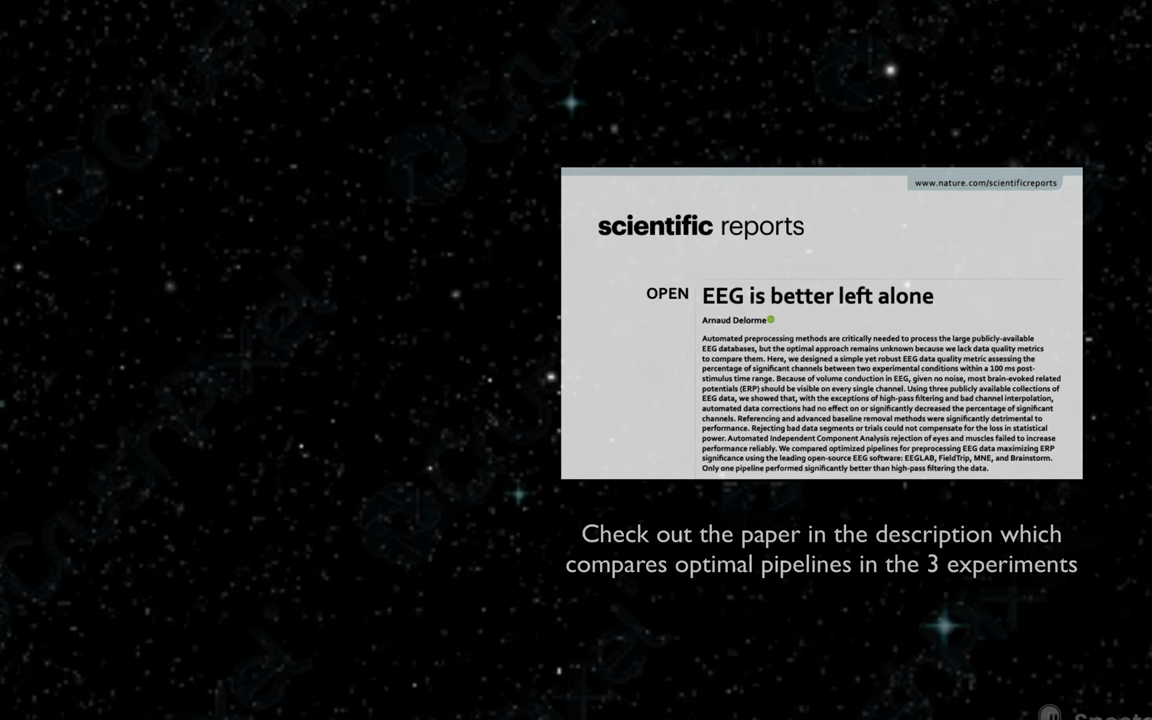 www.nature.com/scientificreports
scientific reports
OPEN
EEG is better left alone
Arnaud Delorme
Automated preprocessing methods are critically needed to process the large publicly-available
EEG databases, but the optimal approach remains unknown because we lack data quality metrics
to compare them. Here, we designed a simple yet robust EEG data quality metric assessing the
percentage of significant channels between two experimental conditions within a 100 ms post-
stimulus time range. Because of volume conduction in EEG, given no noise, most brain-evoked related
potentials (ERP) should be visible on every single channel. Using three publicly available collections of
EEG data, we showed that, with the exceptions of high-pass filtering and bad channel interpolation,
automated data corrections had no effect on or significantly decreased the percentage of significant
channels. Referencing and advanced baseline removal methods were significantly detrimental to
performance. Rejecting bad data segments or trials could not compensate for the loss in statistical
power. Automated Independent Component Analysis rejection of eyes and muscles failed to increase
performance reliably. We compared optimized pipelines for preprocessing EEG data maximizing ERP
significance using the leading open-source EEG software: EEGLAB, FieldTrip, MNE, and Brainstorm.
Only one pipeline performed significantly better than high-pass filtering the data.
Check out the paper in the description which
compares optimal pipelines in the 3 experiments